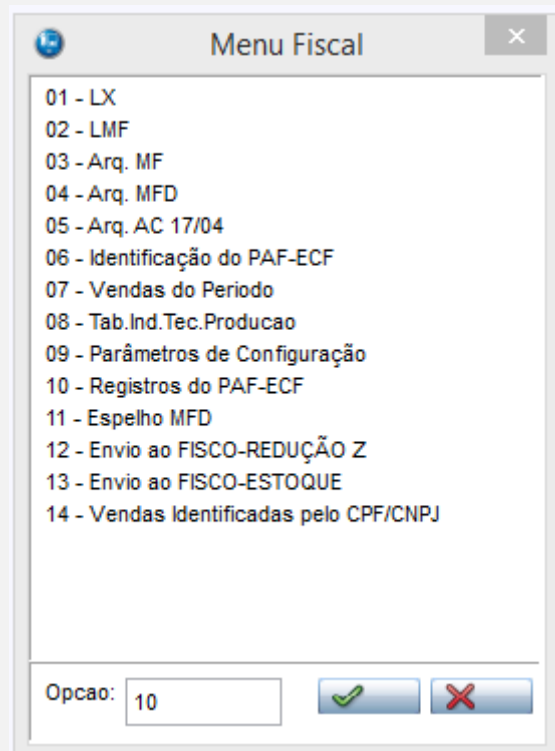 Menu Fiscal
01 - LX
02 - LMF
03 - Arq. MF
04 - Arq. MFD
05 - Arq. AC 17/04
06 - Identificação do PAF-ECF
07 - Vendas do Periodo
08 - Tab.Ind.Tec.Producao
09 - Parâmetros de Configuração
10 - Registros do PAF-ECF
11 - Espelho MFD
12 - Envio ao FISCO-REDUÇÃO Z
13 - Envio ao FISCO-ESTOQUE
14 - Vendas Identificadas pelo CPF/CNPJ
Opcao: 10